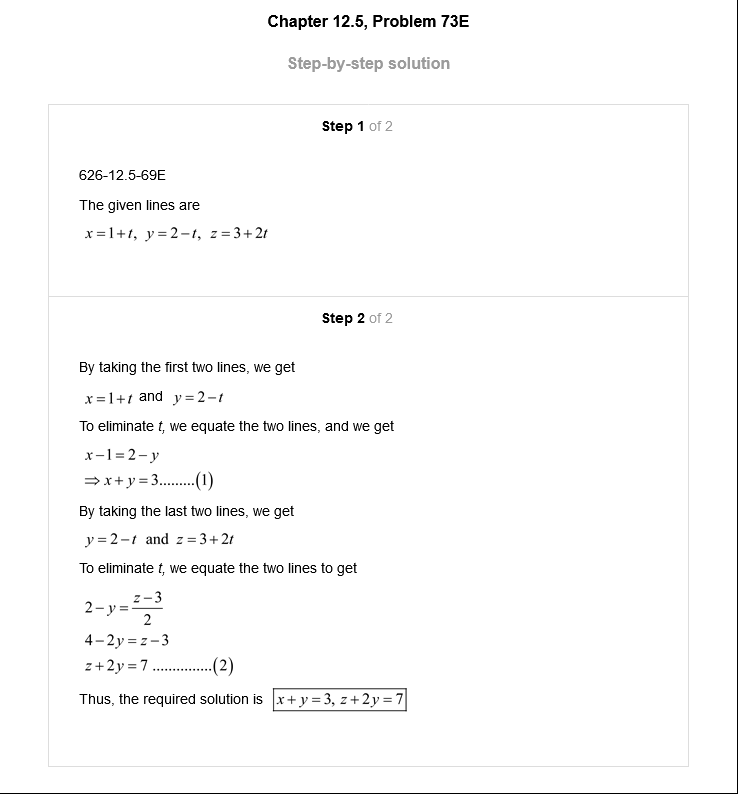 Chapter 12.5, Problem 73E
Step-by-step solution
Step 1 of 2
626-12.5-69E
The given lines are
x = 1 + t, y = 2 − t, z = 3 + 2t
Step 2 of 2
By taking the first two lines, we get
x = 1 + t and y = 2 − t
To eliminate t, we equate the two lines, and we get
x − 1 = 2 − y
⇒ x + y = 3.........(1)
By taking the last two lines, we get
y = 2 − t and z = 3 + 2t
To eliminate t, we equate the two lines to get
2 − y = \frac{z − 3}{2}
4 − 2y = z − 3
z + 2y = 7 ...............(2)
Thus, the required solution is x + y = 3, z + 2y = 7